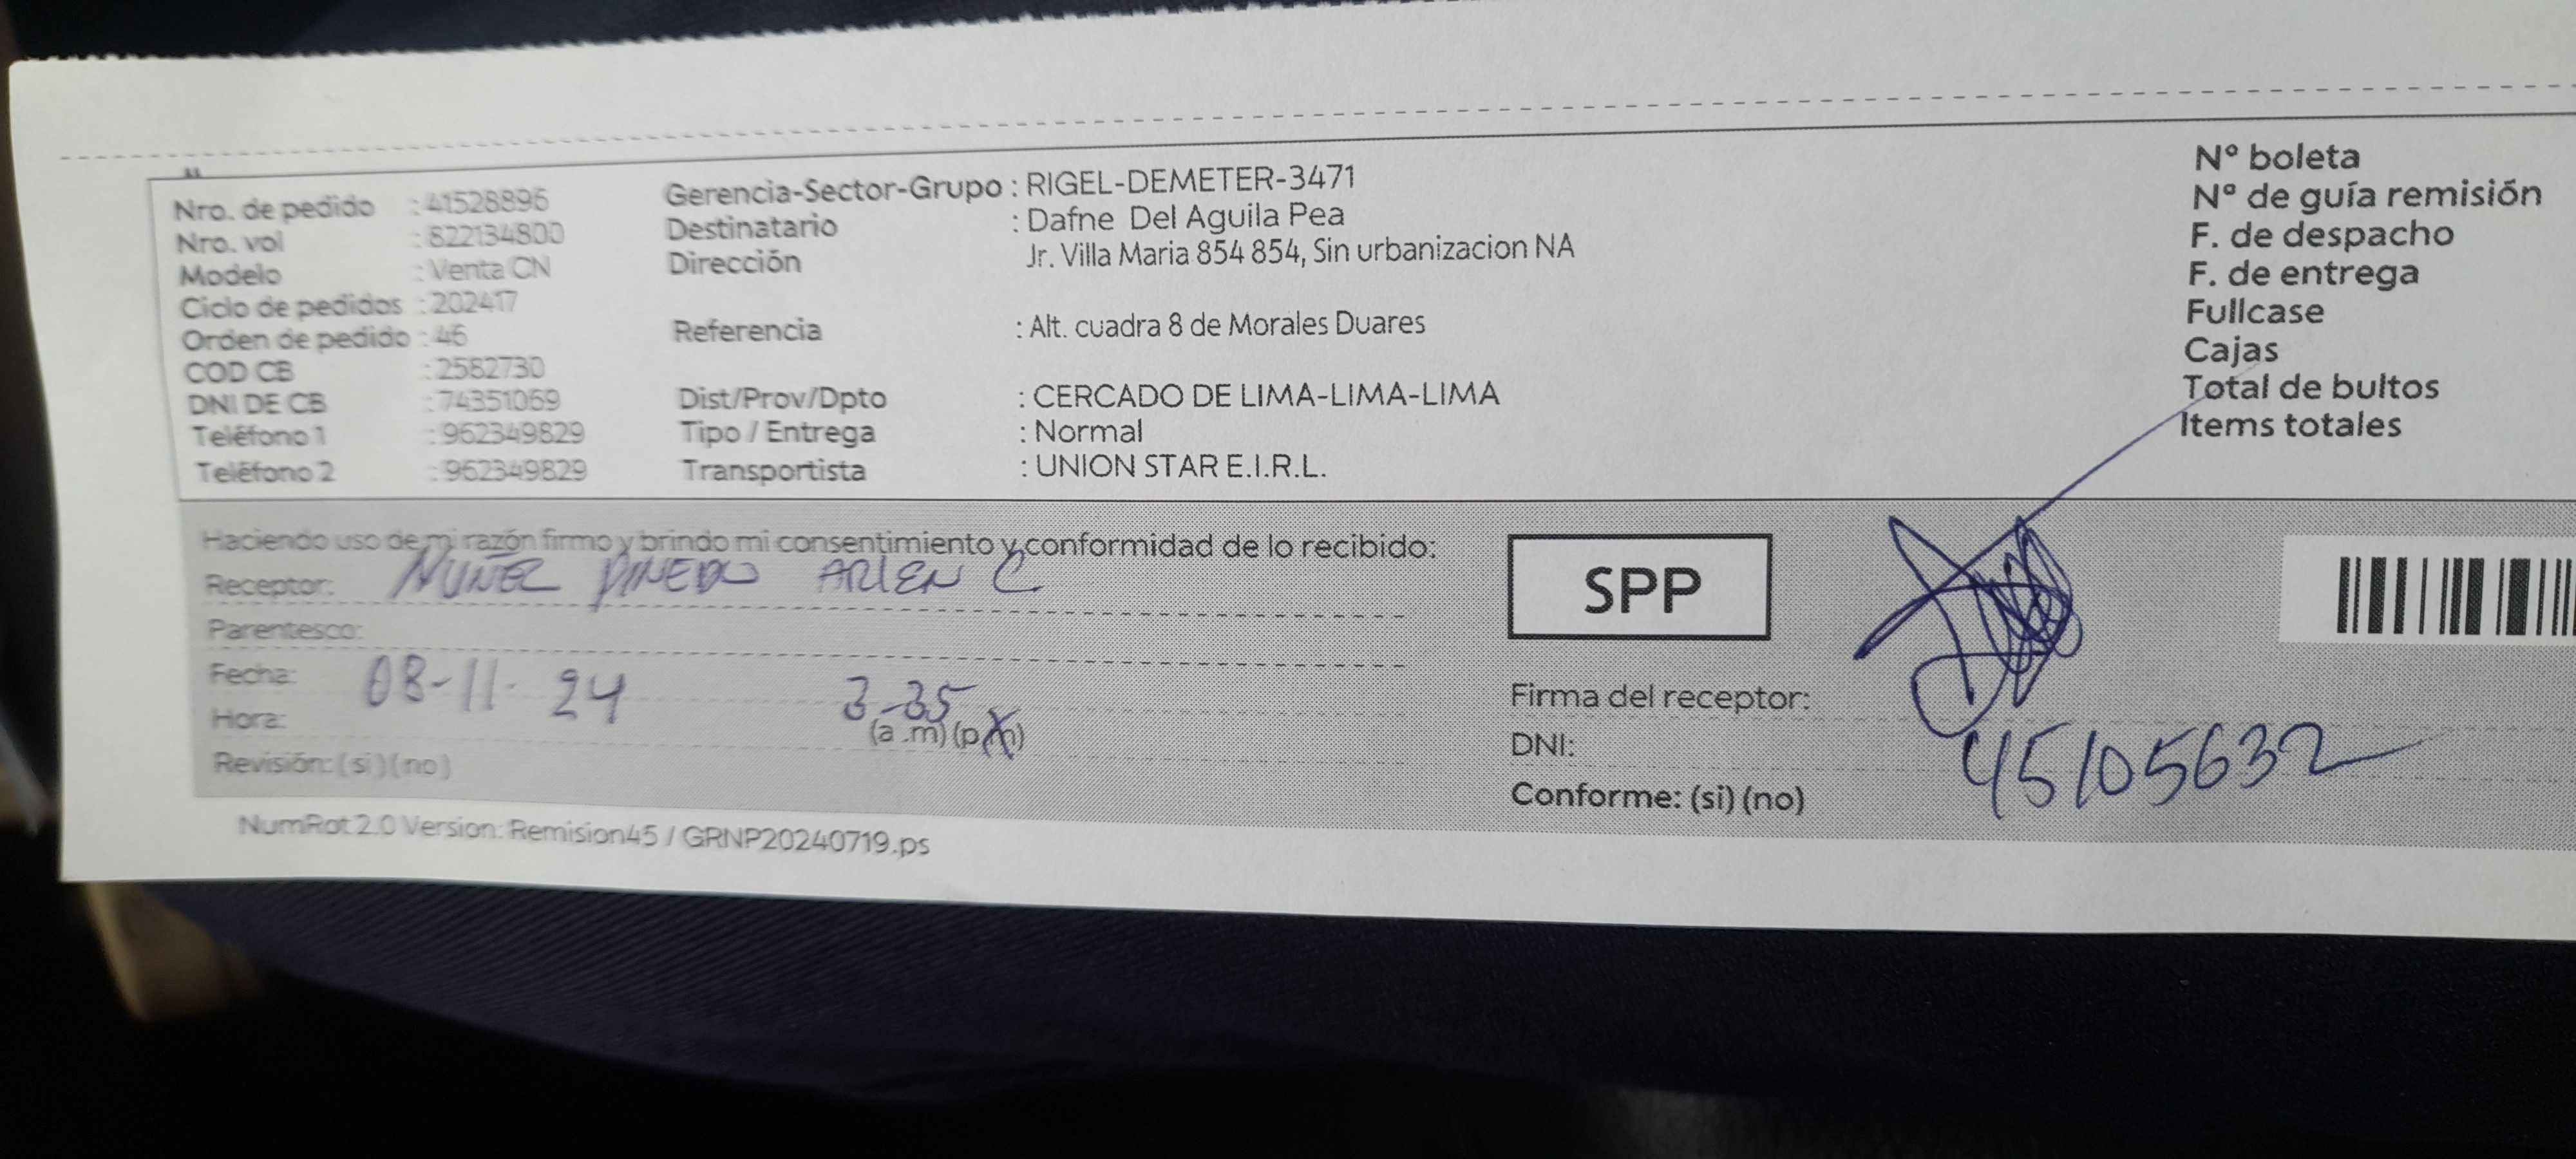 Nro. de pedido : 41528896
Nro. vol : 822134800
Modelo : Venta CN
Ciclo de pedidos : 202417
Orden de pedido : 46
COD CB : 2582730
DNI DE CB : 74351069
Teléfono 1 : 962349829
Teléfono 2 : 962349829
Gerencia-Sector-Grupo : RIGEL-DEMETER-3471
Destinatario : Dafne Del Aguila Pea
Dirección Jr. Villa Maria 854 854, Sin urbanizacion NA
Referencia : Alt. cuadra 8 de Morales Duares
Dist/Prov/Dpto : CERCADO DE LIMA-LIMA-LIMA
Tipo / Entrega : Normal
Transportista : UNION STAR E.I.R.L.
Nº boleta
Nº de guía remisión
F. de despacho
F. de entrega
Fullcase
Cajas
Total de bultos
Items totales
Haciendo uso de mi razón firmo y brindo mi consentimiento y conformidad de lo recibido:
Receptor: NUÑEZ PINEDO ARLEN C
Parentesco:
Fecha: 08-11-24
Hora: 3-35 (a .m) (p.m)
Revisión: (si) (no)
SPP
Firma del receptor:
DNI: 45105632
Conforme: (si) (no)
NumRot 2.0 Version: Remision45 / GRNP20240719.ps